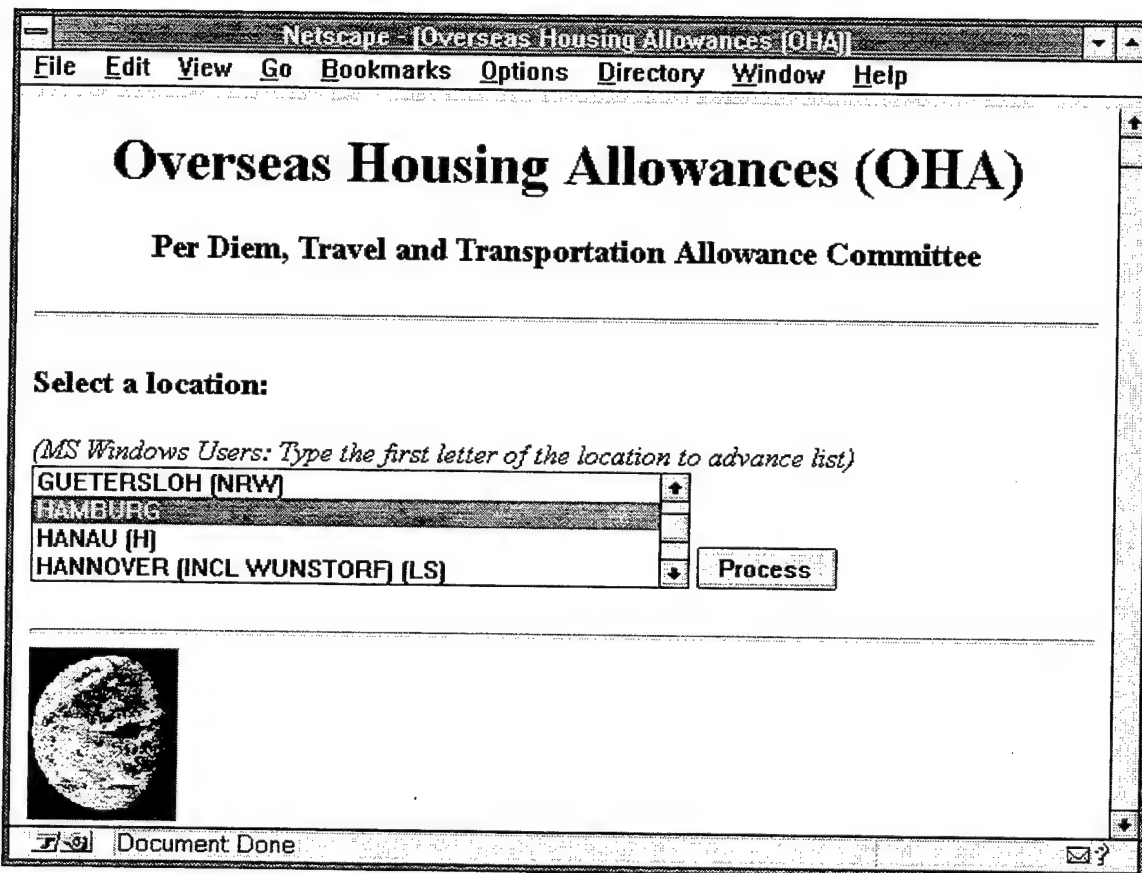 Netscape - [Overseas Housing Allowances (OHA)]
File Edit View Go Bookmarks Options Directory Window Help
Overseas Housing Allowances (OHA)
Per Diem, Travel and Transportation Allowance Committee
Select a location:
(MS Windows Users: Type the first letter of the location to advance list)
GUETERSLOH (NRW)
HAMBURG
HANAU (H)
HANNOVER (INCL WUNSTORF) (LS)
Process
Document Done
?